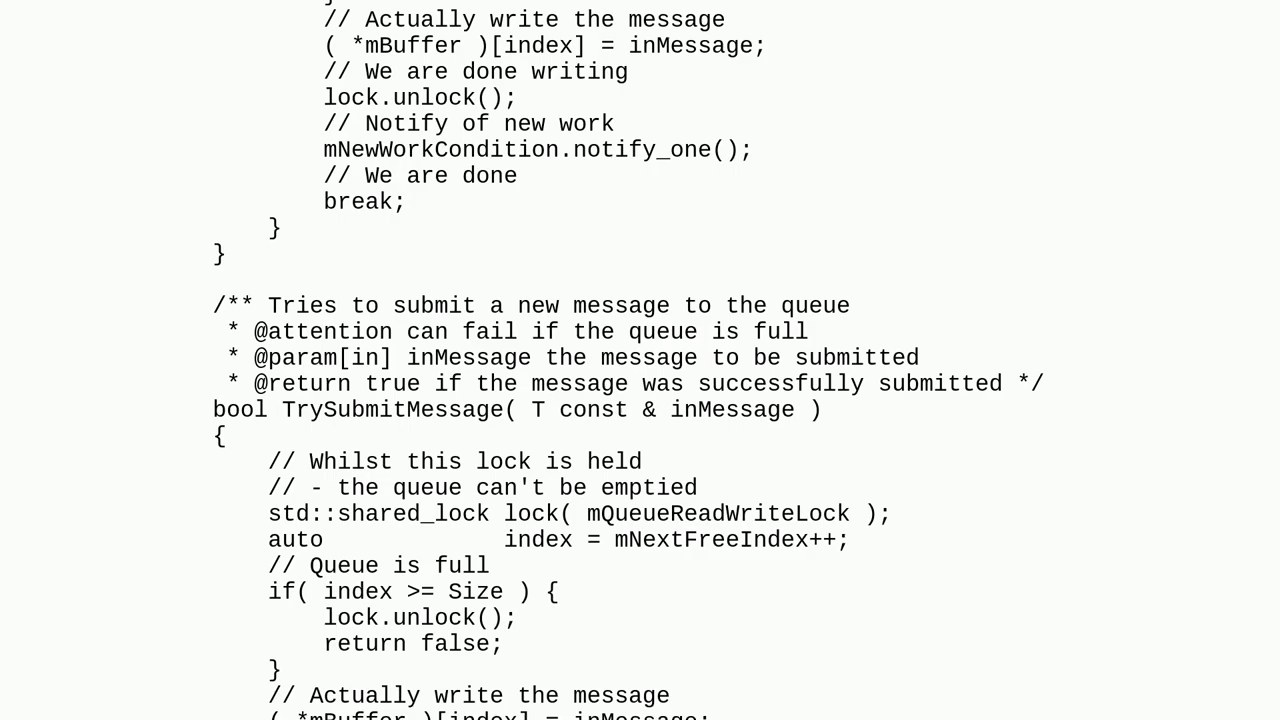 }
// Actually write the message
( *mBuffer )[index] = inMessage;
// We are done writing
lock.unlock();
// Notify of new work
mNewWorkCondition.notify_one();
// We are done
break;
}
}
/** Tries to submit a new message to the queue
* @attention can fail if the queue is full
* @param[in] inMessage the message to be submitted
* @return true if the message was successfully submitted */
bool TrySubmitMessage( T const & inMessage )
{
// Whilst this lock is held
// - the queue can't be emptied
std::shared_lock lock( mQueueReadWriteLock );
auto             index = mNextFreeIndex++;
// Queue is full
if( index >= Size ) {
lock.unlock();
return false;
}
// Actually write the message
( *mBuffer )[index] = inMessage;